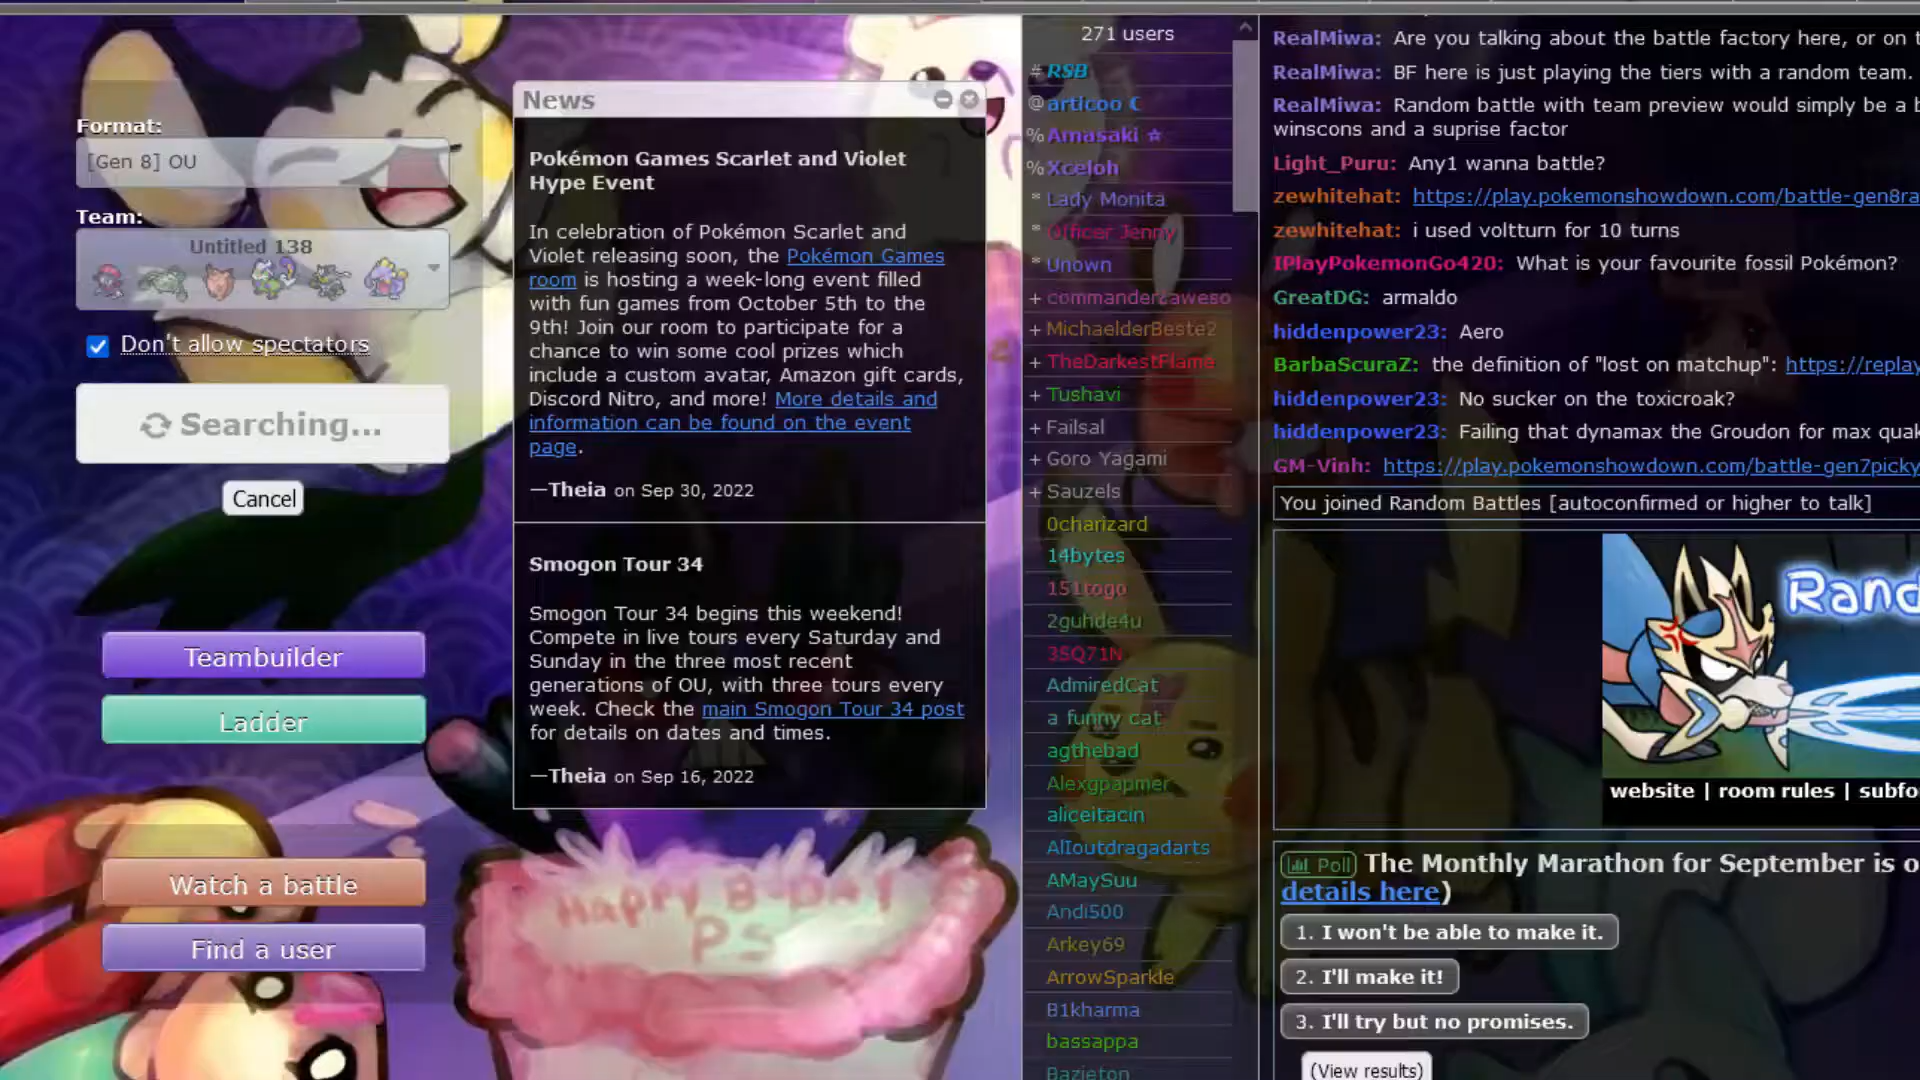 Format:
[Gen 8] OU
Team:
Untitled 138
Don't allow spectators
Searching...
Cancel
Teambuilder
Ladder
Watch a battle
Find a user
News
Pokémon Games Scarlet and Violet
Hype Event
In celebration of Pokémon Scarlet and
Violet releasing soon, the Pokémon Games
room is hosting a week-long event filled
with fun games from October 5th to the
9th! Join our room to participate for a
chance to win some cool prizes which
include a custom avatar, Amazon gift cards,
Discord Nitro, and more! More details and
information can be found on the event
page.
—Theia on Sep 30, 2022
Smogon Tour 34
Smogon Tour 34 begins this weekend!
Compete in live tours every Saturday and
Sunday in the three most recent
generations of OU, with three tours every
week. Check the main Smogon Tour 34 post
for details on dates and times.
—Theia on Sep 16, 2022
Happy B-Day
PS
271 users
# RSB
@ articoo ☾
% Amasaki ☆
% Xceloh
* Lady Monita
* Officer Jenny
* Unown
+ commandercaweso
+ MichaelderBeste2
+ TheDarkestFlame
+ Tushavi
+ Failsal
+ Goro Yagami
+ Sauzels
0charizard
14bytes
151togo
2guhde4u
3SQ71N
AdmiredCat
a funny cat
agthebad
Alexgpapmer
aliceitacin
AIIoutdragadarts
AMaySuu
Andi500
Arkey69
ArrowSparkle
B1kharma
bassappa
Bazieton
RealMiwa: Are you talking about the battle factory here, or on
RealMiwa: BF here is just playing the tiers with a random team.
RealMiwa: Random battle with team preview would simply be a
winscons and a suprise factor
Light_Puru: Any1 wanna battle?
zewhitehat: https://play.pokemonshowdown.com/battle-gen8ra
zewhitehat: i used voltturn for 10 turns
IPlayPokemonGo420: What is your favourite fossil Pokémon?
GreatDG: armaldo
hiddenpower23: Aero
BarbaScuraZ: the definition of "lost on matchup": https://replay
hiddenpower23: No sucker on the toxicroak?
hiddenpower23: Failing that dynamax the Groudon for max quak
GM-Vinh: https://play.pokemonshowdown.com/battle-gen7picky
You joined Random Battles [autoconfirmed or higher to talk]
Rand
website | room rules | subfo
Poll The Monthly Marathon for September is o
details here)
1. I won't be able to make it.
2. I'll make it!
3. I'll try but no promises.
(View results)